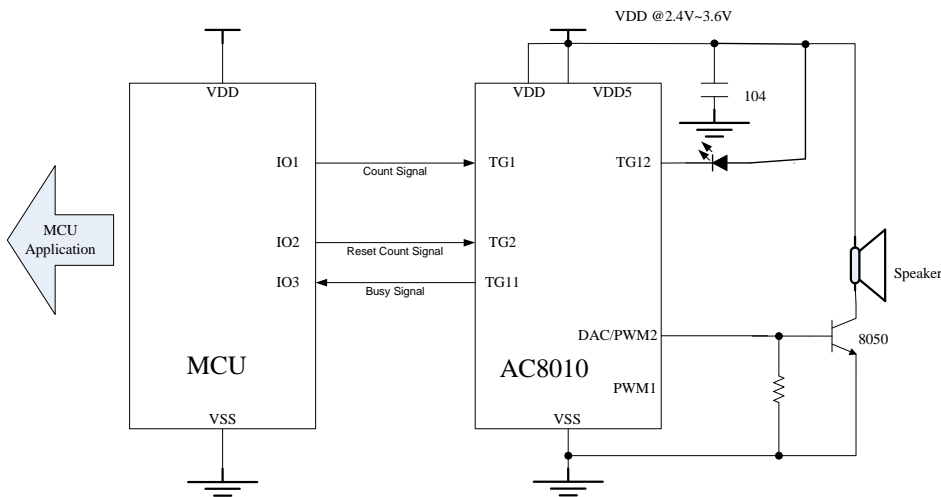 VDD @2.4V~3.6V
VDD
VDD
VDD5
104
IO1
Count Signal
TG1
TG12
MCU
Application
IO2
Reset Count Signal
TG2
IO3
Busy Signal
TG11
Speaker
DAC/PWM2
8050
MCU
AC8010
PWM1
VSS
VSS